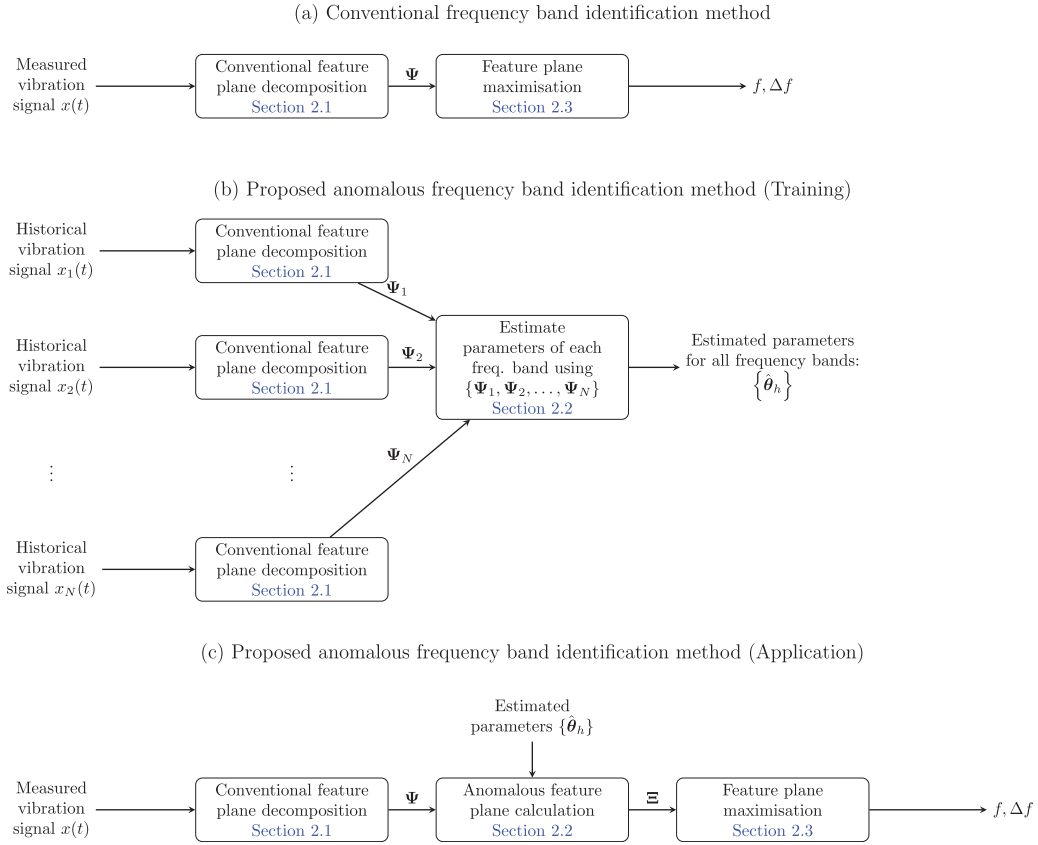 (a) Conventional frequency band identification method
Measured
vibration
signal x(t)
Conventional feature
plane decomposition
Section 2.1
Ψ
Feature plane
maximisation
Section 2.3
f, Δf
(b) Proposed anomalous frequency band identification method (Training)
Historical
vibration
signal x₁(t)
Conventional feature
plane decomposition
Section 2.1
Ψ₁
Historical
vibration
signal x₂(t)
Conventional feature
plane decomposition
Section 2.1
Ψ₂
Estimate
parameters of each
freq. band using
{Ψ₁, Ψ₂, . . . , Ψ_N}
Section 2.2
Estimated parameters
for all frequency bands:
{θ̂_h}
Ψ_N
⋮
⋮
Historical
vibration
signal x_N(t)
Conventional feature
plane decomposition
Section 2.1
(c) Proposed anomalous frequency band identification method (Application)
Estimated
parameters {θ̂_h}
Measured
vibration
signal x(t)
Conventional feature
plane decomposition
Section 2.1
Ψ
Anomalous feature
plane calculation
Section 2.2
Ξ
Feature plane
maximisation
Section 2.3
f, Δf